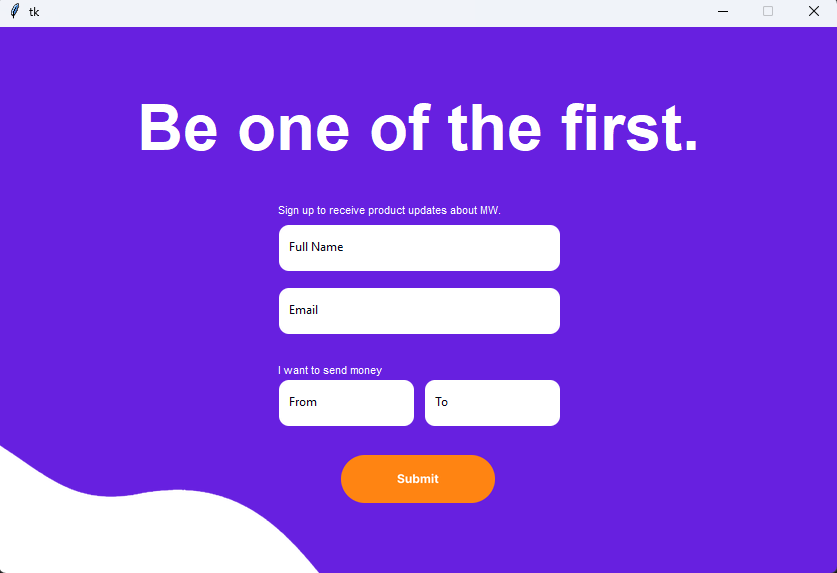 tk
Be one of the first.
Sign up to receive product updates about MW.
Full Name
Email
I want to send money
From
To
Submit